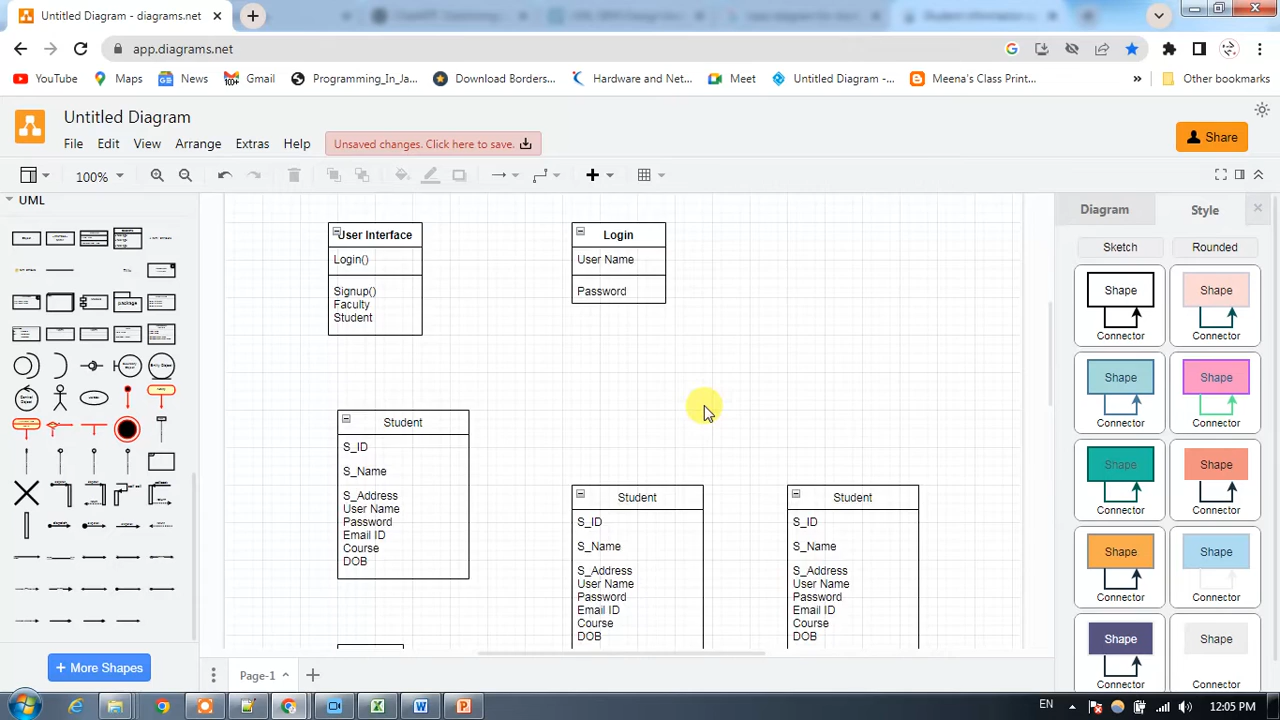 Untitled Diagram - diagrams.net
app.diagrams.net
YouTube
Maps
News
Gmail
Programming_In_Ja...
Download Borders...
Hardware and Net...
Meet
Untitled Diagram -...
Meena's Class Print...
»
Other bookmarks
Untitled Diagram
File Edit View Arrange Extras Help
Unsaved changes. Click here to save.
Share
100%
UML
User Interface
Login()
Signup()
Faculty
Student
Login
User Name
Password
Student
S_ID
S_Name
S_Address
User Name
Password
Email ID
Course
DOB
Student
S_ID
S_Name
S_Address
User Name
Password
Email ID
Course
DOB
Student
S_ID
S_Name
S_Address
User Name
Password
Email ID
Course
DOB
package
Diagram Style
Sketch Rounded
Shape Shape
Connector Connector
Shape Shape
Connector Connector
Shape Shape
Connector Connector
Shape Shape
Connector Connector
Shape Shape
Connector Connector
+ More Shapes
Page-1
EN
12:05 PM